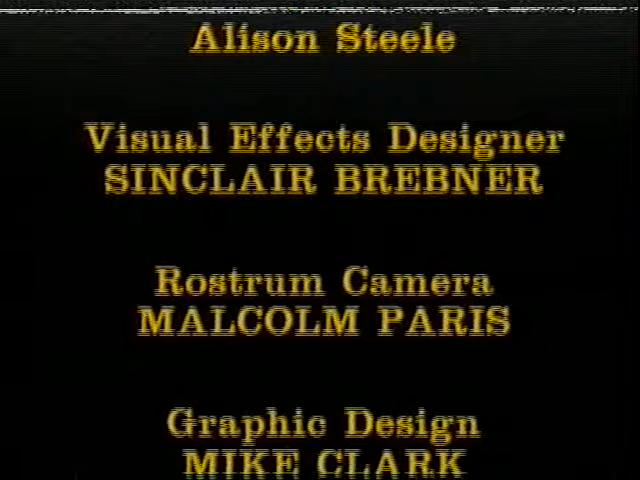 Alison Steele
Visual Effects Designer
SINCLAIR BREBNER
Rostrum Camera
MALCOLM PARIS
Graphic Design
MIKE CLARK